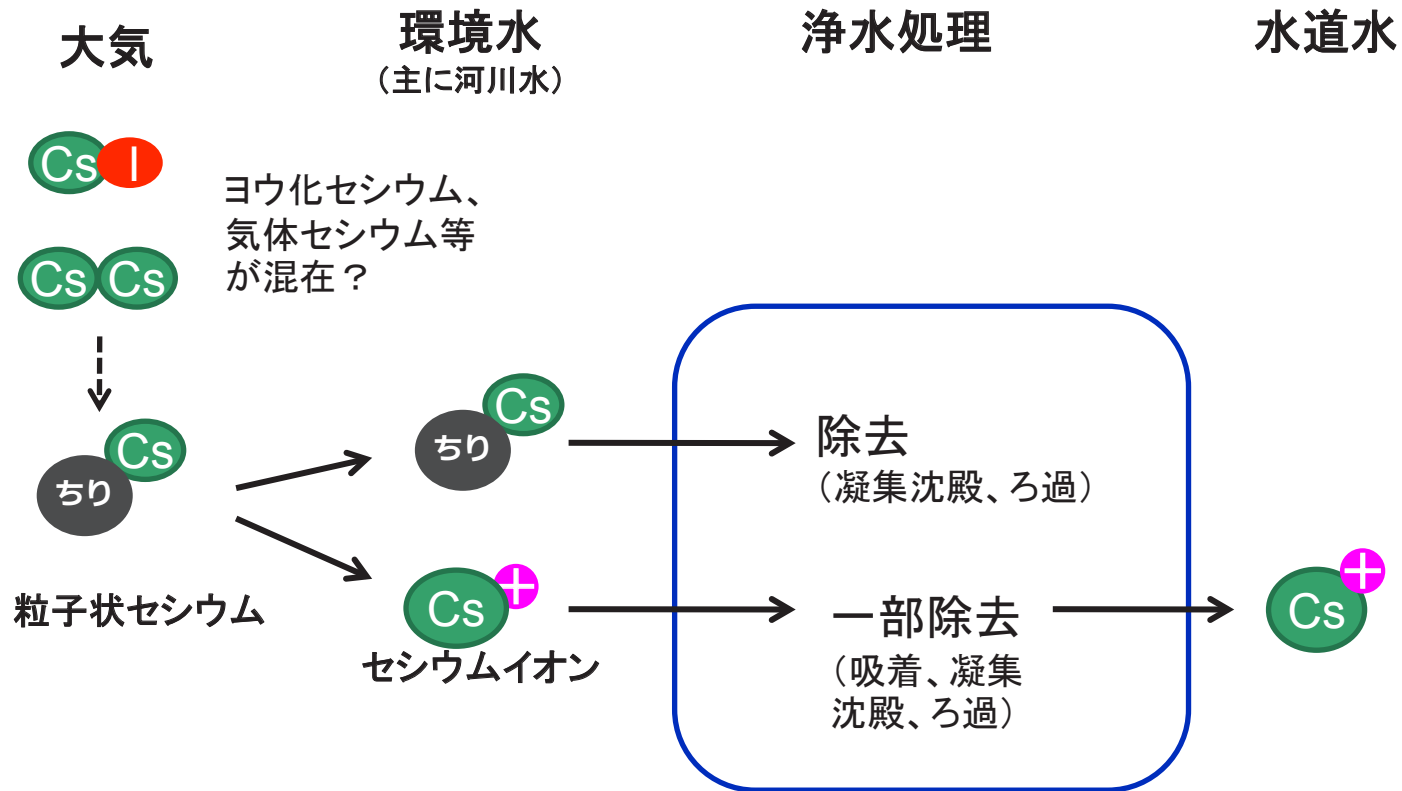 大気
環境水
（主に河川水）
浄水処理
水道水
Cs I
ヨウ化セシウム、
気体セシウム等
が混在？
Cs Cs
Cs
ちり
粒子状セシウム
Cs
ちり
除去
（凝集沈殿、ろ過）
Cs +
セシウムイオン
一部除去
（吸着、凝集
沈殿、ろ過）
Cs +